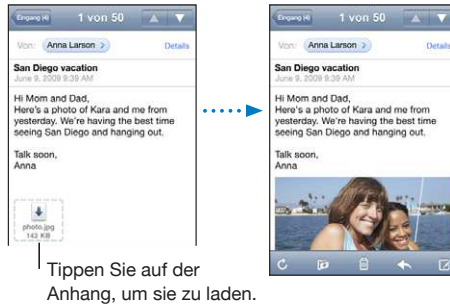 Eingang (4)
1 von 50
Von: Anna Larson
Details
San Diego vacation
June 9, 2009 9:39 AM
Hi Mom and Dad,
Here's a photo of Kara and me from
yesterday. We're having the best time
seeing San Diego and hanging out.
Talk soon,
Anna
photo.jpg
142 KB
Eingang (4)
1 von 50
Von: Anna Larson
Details
San Diego vacation
June 9, 2009 9:39 AM
Hi Mom and Dad,
Here's a photo of Kara and me from
yesterday. We're having the best time
seeing San Diego and hanging out.
Talk soon,
Anna
Tippen Sie auf der
Anhang, um sie zu laden.